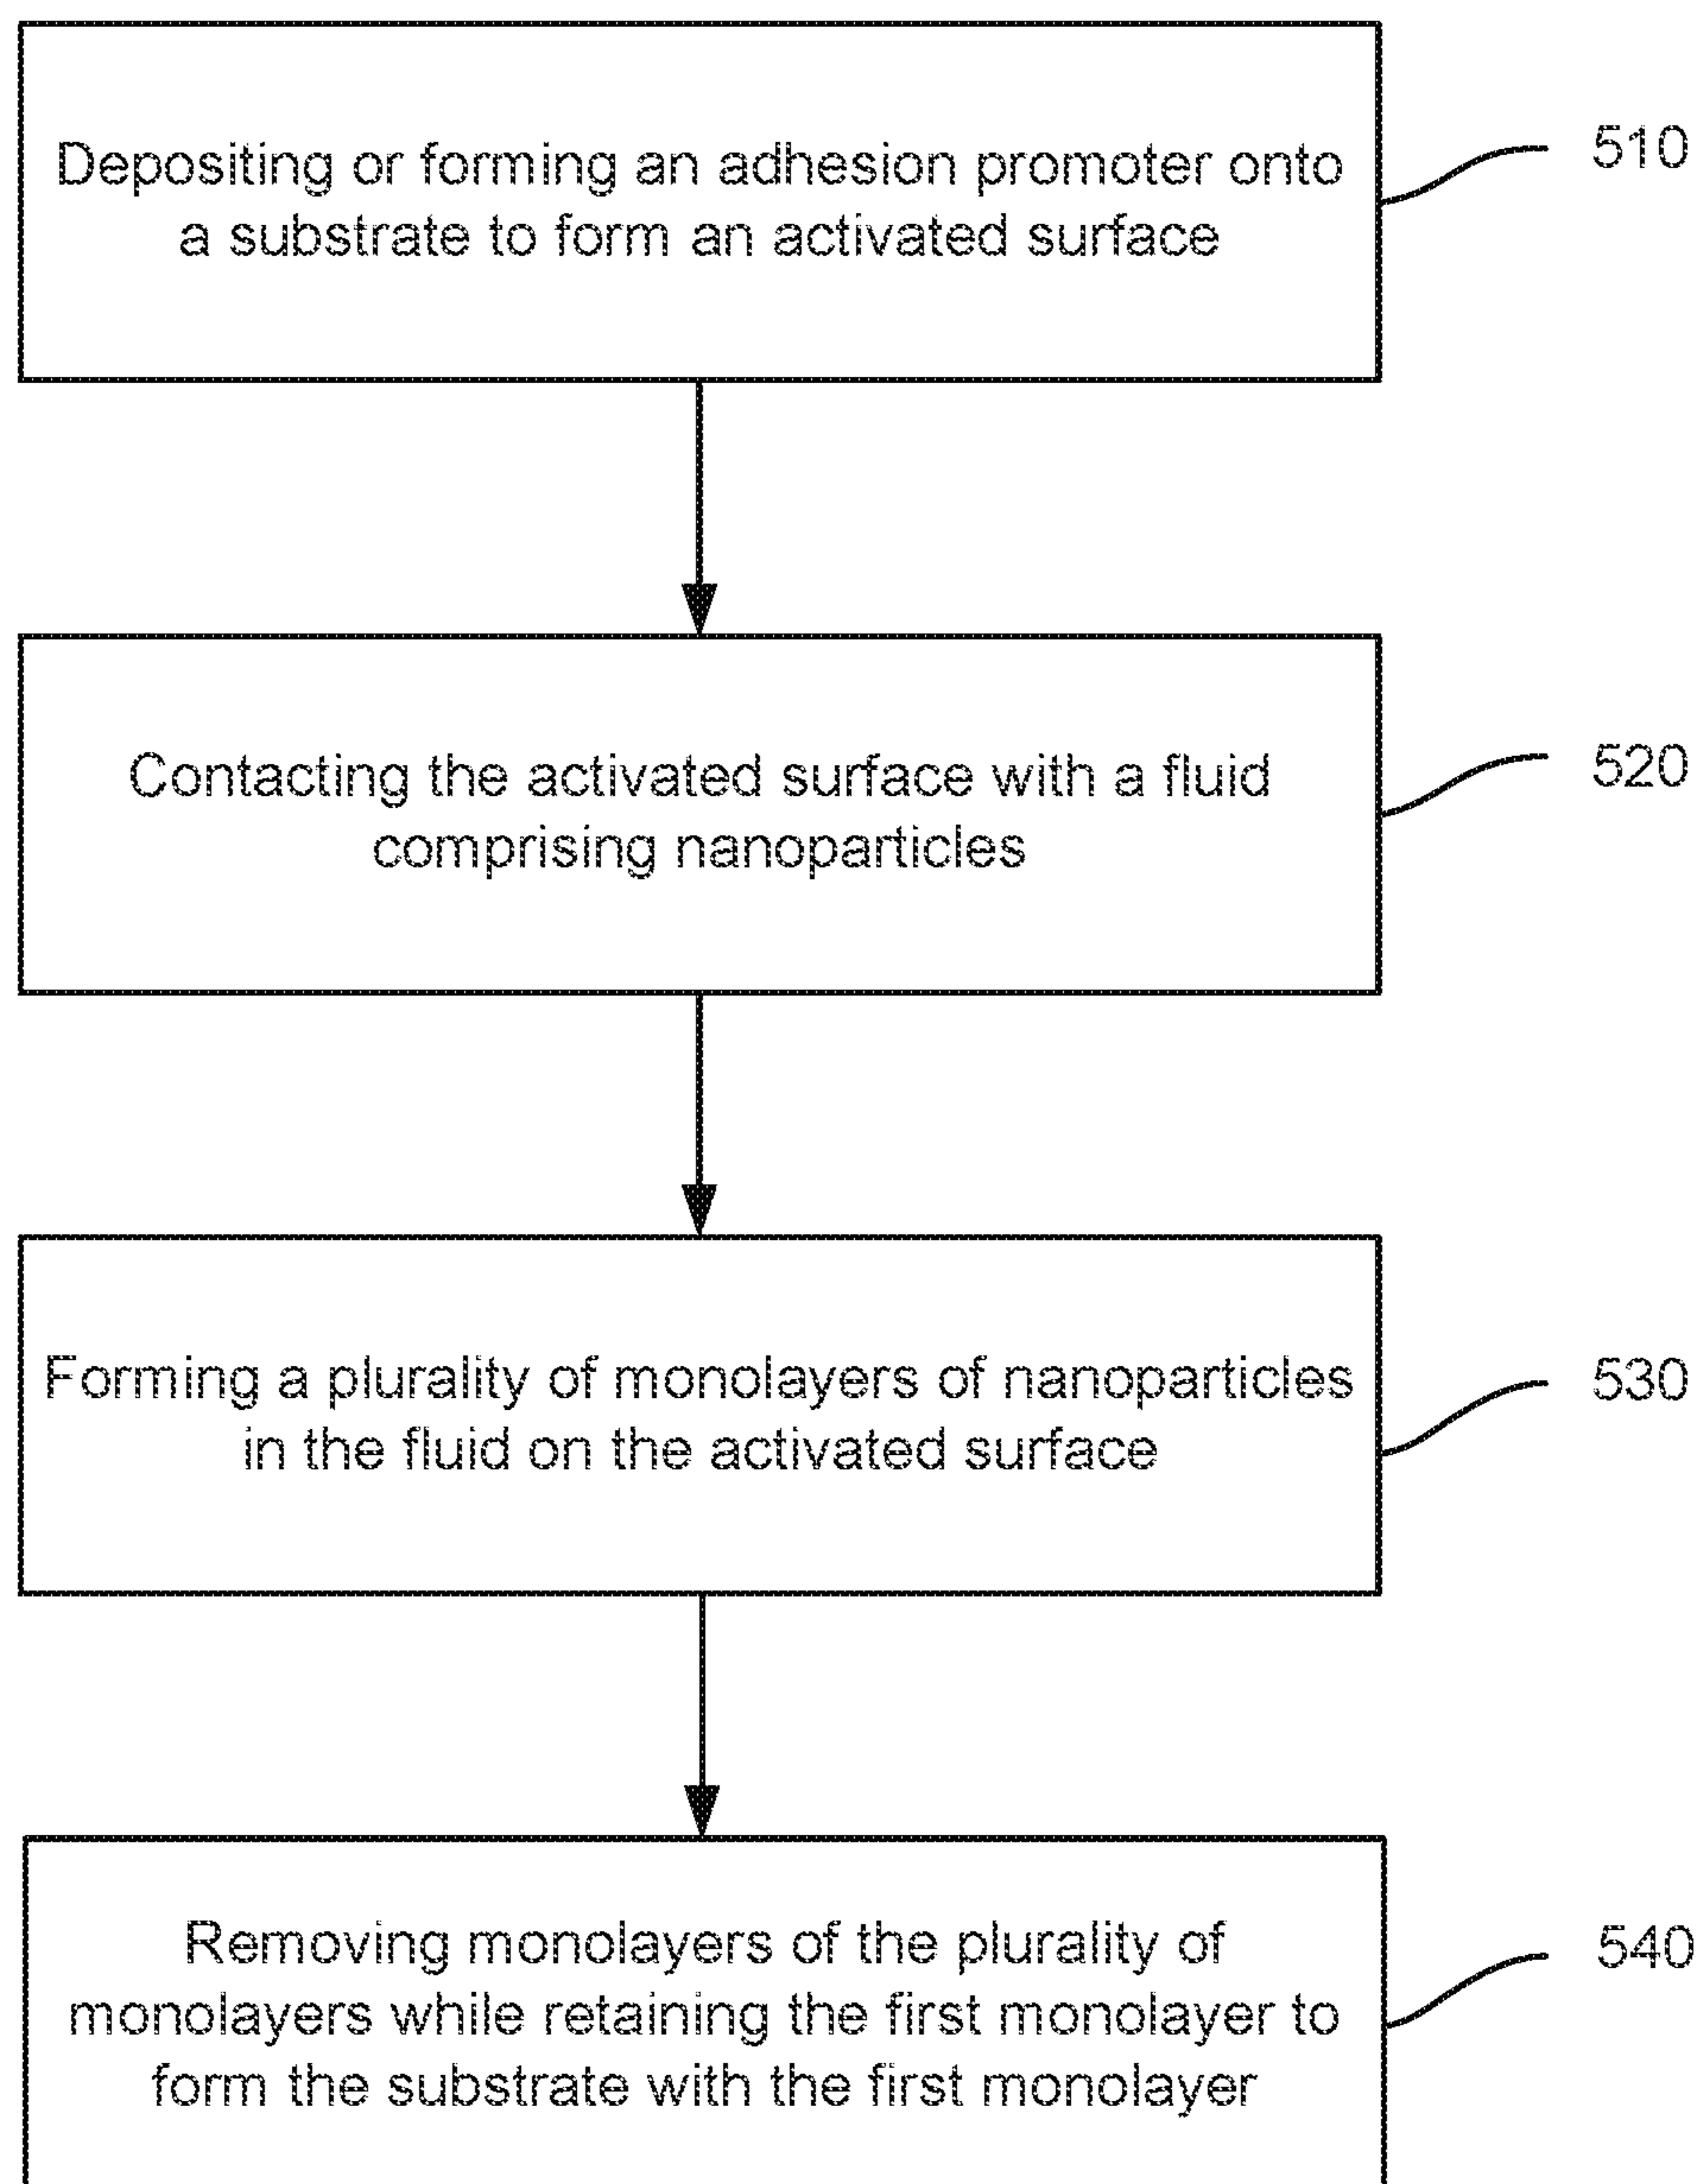 Depositing or forming an adhesion promoter onto
a substrate to form an activated surface
510
Contacting the activated surface with a fluid
comprising nanoparticles
520
Forming a plurality of monolayers of nanoparticles
in the fluid on the activated surface
530
Removing monolayers of the plurality of
monolayers while retaining the first monolayer to
form the substrate with the first monolayer
540